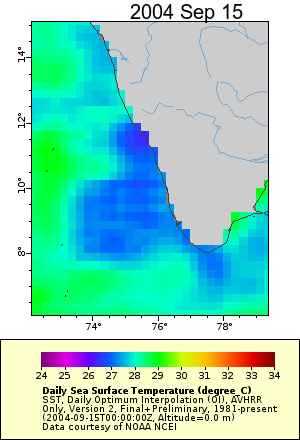 2004 Sep 15
14°
12°
10°
8°
74°
76°
78°
24 25 26 27 28 29 30 31 32 33 34
Daily Sea Surface Temperature (degree_C)
SST, Daily Optimum Interpolation (OI), AVHRR
Only, Version 2, Final+Preliminary, 1981-present
(2004-09-15T00:00:00Z, Altitude=0.0 m)
Data courtesy of NOAA NCEI